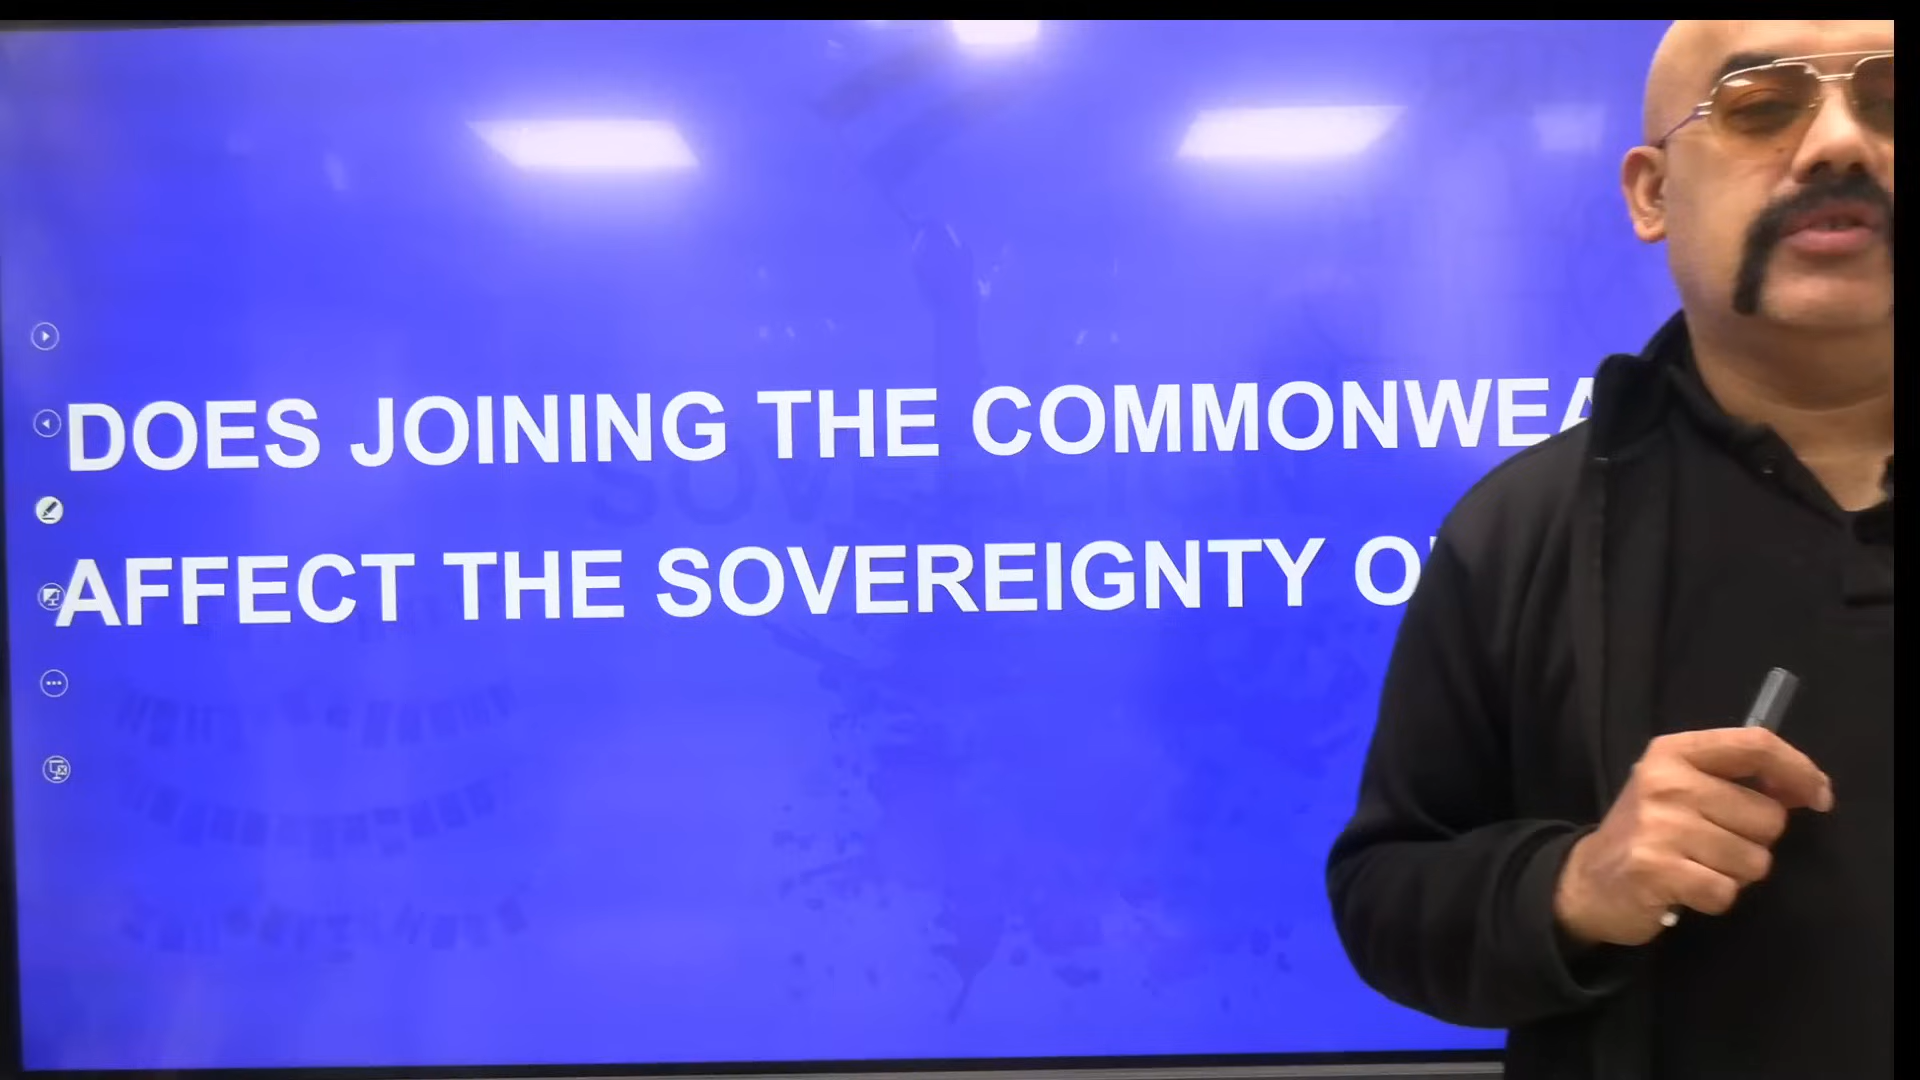 DOES JOINING THE COMMONWEA
AFFECT THE SOVEREIGNTY O